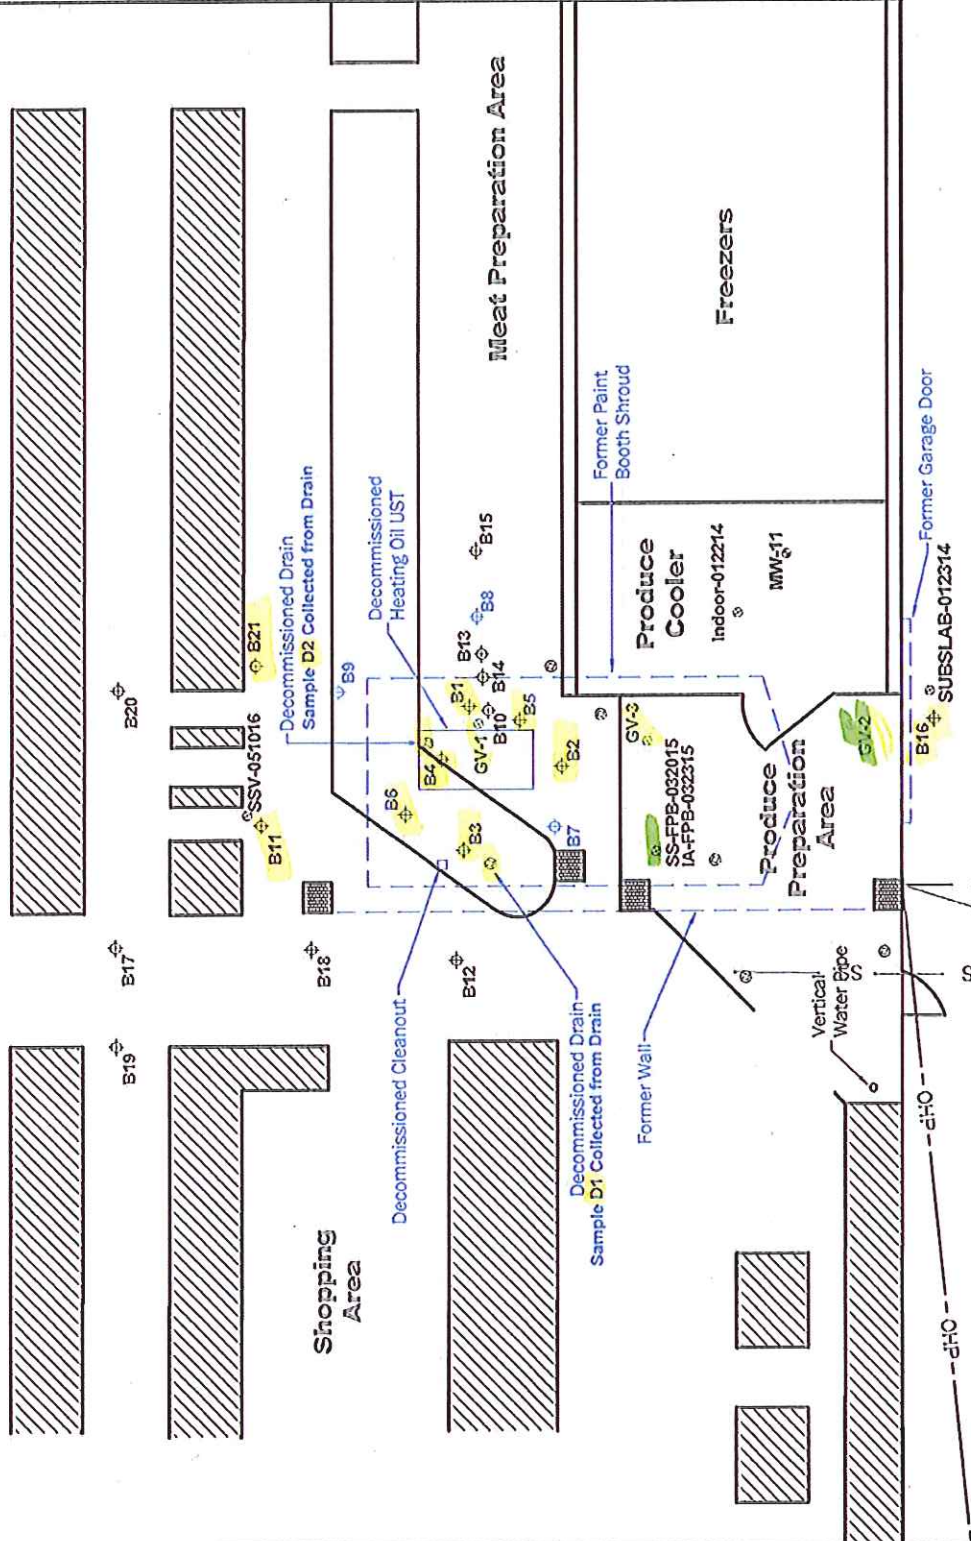 Meat Preparation Area
Freezers
Former Paint
Booth Shroud
Former Garage Door
SUBSLAB-012314
Produce
Cooler
Indoor-012214
MW-11
Decommissioned Drain
Sample D2 Collected from Drain
Decommissioned
Heating Oil UST
B15
B8
B13
B14
B20
B21
B9
B1
B10
B5
GV-1
B4
B2
GV-3
GV-2
B16
SSV-051016
B11
B6
B3
B7
SS-FPB-032015
IA-FPB-032315
Produce
Preparation
Area
B17
B18
B12
B19
Decommissioned Cleanout
Decommissioned Drain
Sample D1 Collected from Drain
Former Wall
Vertical
Water Pipe
S
S
Shopping
Area
OHP
OHP